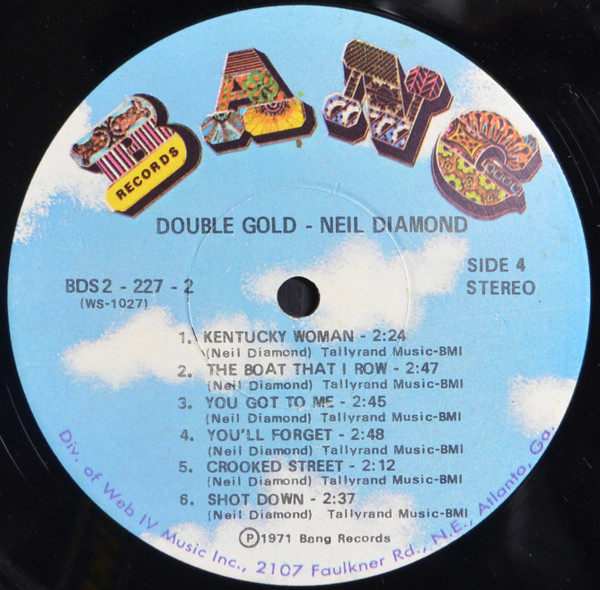 BANG
RECORDS
DOUBLE GOLD - NEIL DIAMOND
SIDE 4
BDS2 - 227 - 2
STEREO
(WS-1027)
1. KENTUCKY WOMAN - 2:24
(Neil Diamond) Tallyrand Music-BMI
2. THE BOAT THAT I ROW - 2:47
(Neil Diamond) Tallyrand Music-BMI
3. YOU GOT TO ME - 2:45
(Neil Diamond) Tallyrand Music-BMI
4. YOU'LL FORGET - 2:48
(Neil Diamond) Tallyrand Music-BMI
5. CROOKED STREET - 2:12
(Neil Diamond) Tallyrand Music-BMI
6. SHOT DOWN - 2:37
(Neil Diamond) Tallyrand Music-BMI
Ⓟ1971 Bang Records
Div. of Web IV Music Inc., 2107 Faulkner Rd., N.E., Atlanta, Ga.